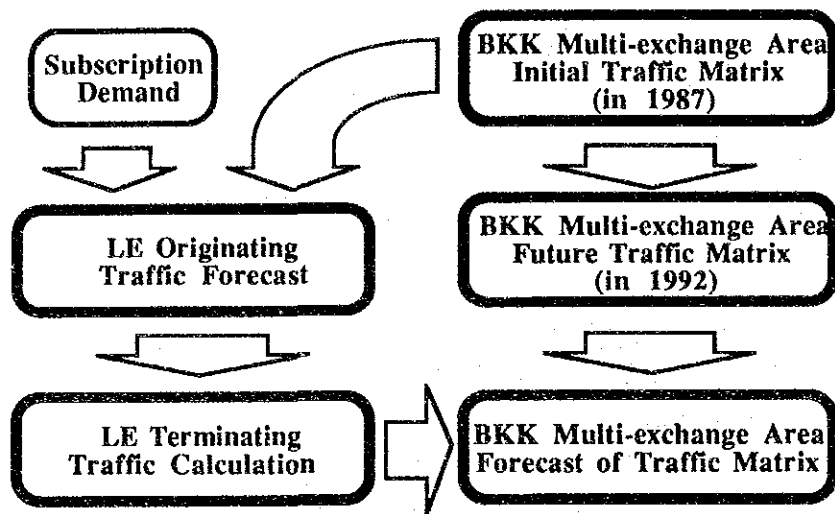 Subscription
Demand
BKK Multi-exchange Area
Initial Traffic Matrix
(in 1987)
LE Originating
Traffic Forecast
BKK Multi-exchange Area
Future Traffic Matrix
(in 1992)
LE Terminating
Traffic Calculation
BKK Multi-exchange Area
Forecast of Traffic Matrix